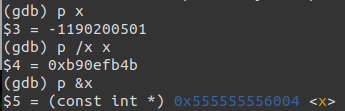 (gdb) p x
$3 = -1190200501
(gdb) p /x x
$4 = 0xb90efb4b
(gdb) p &x
$5 = (const int *) 0x555555556004 <x>